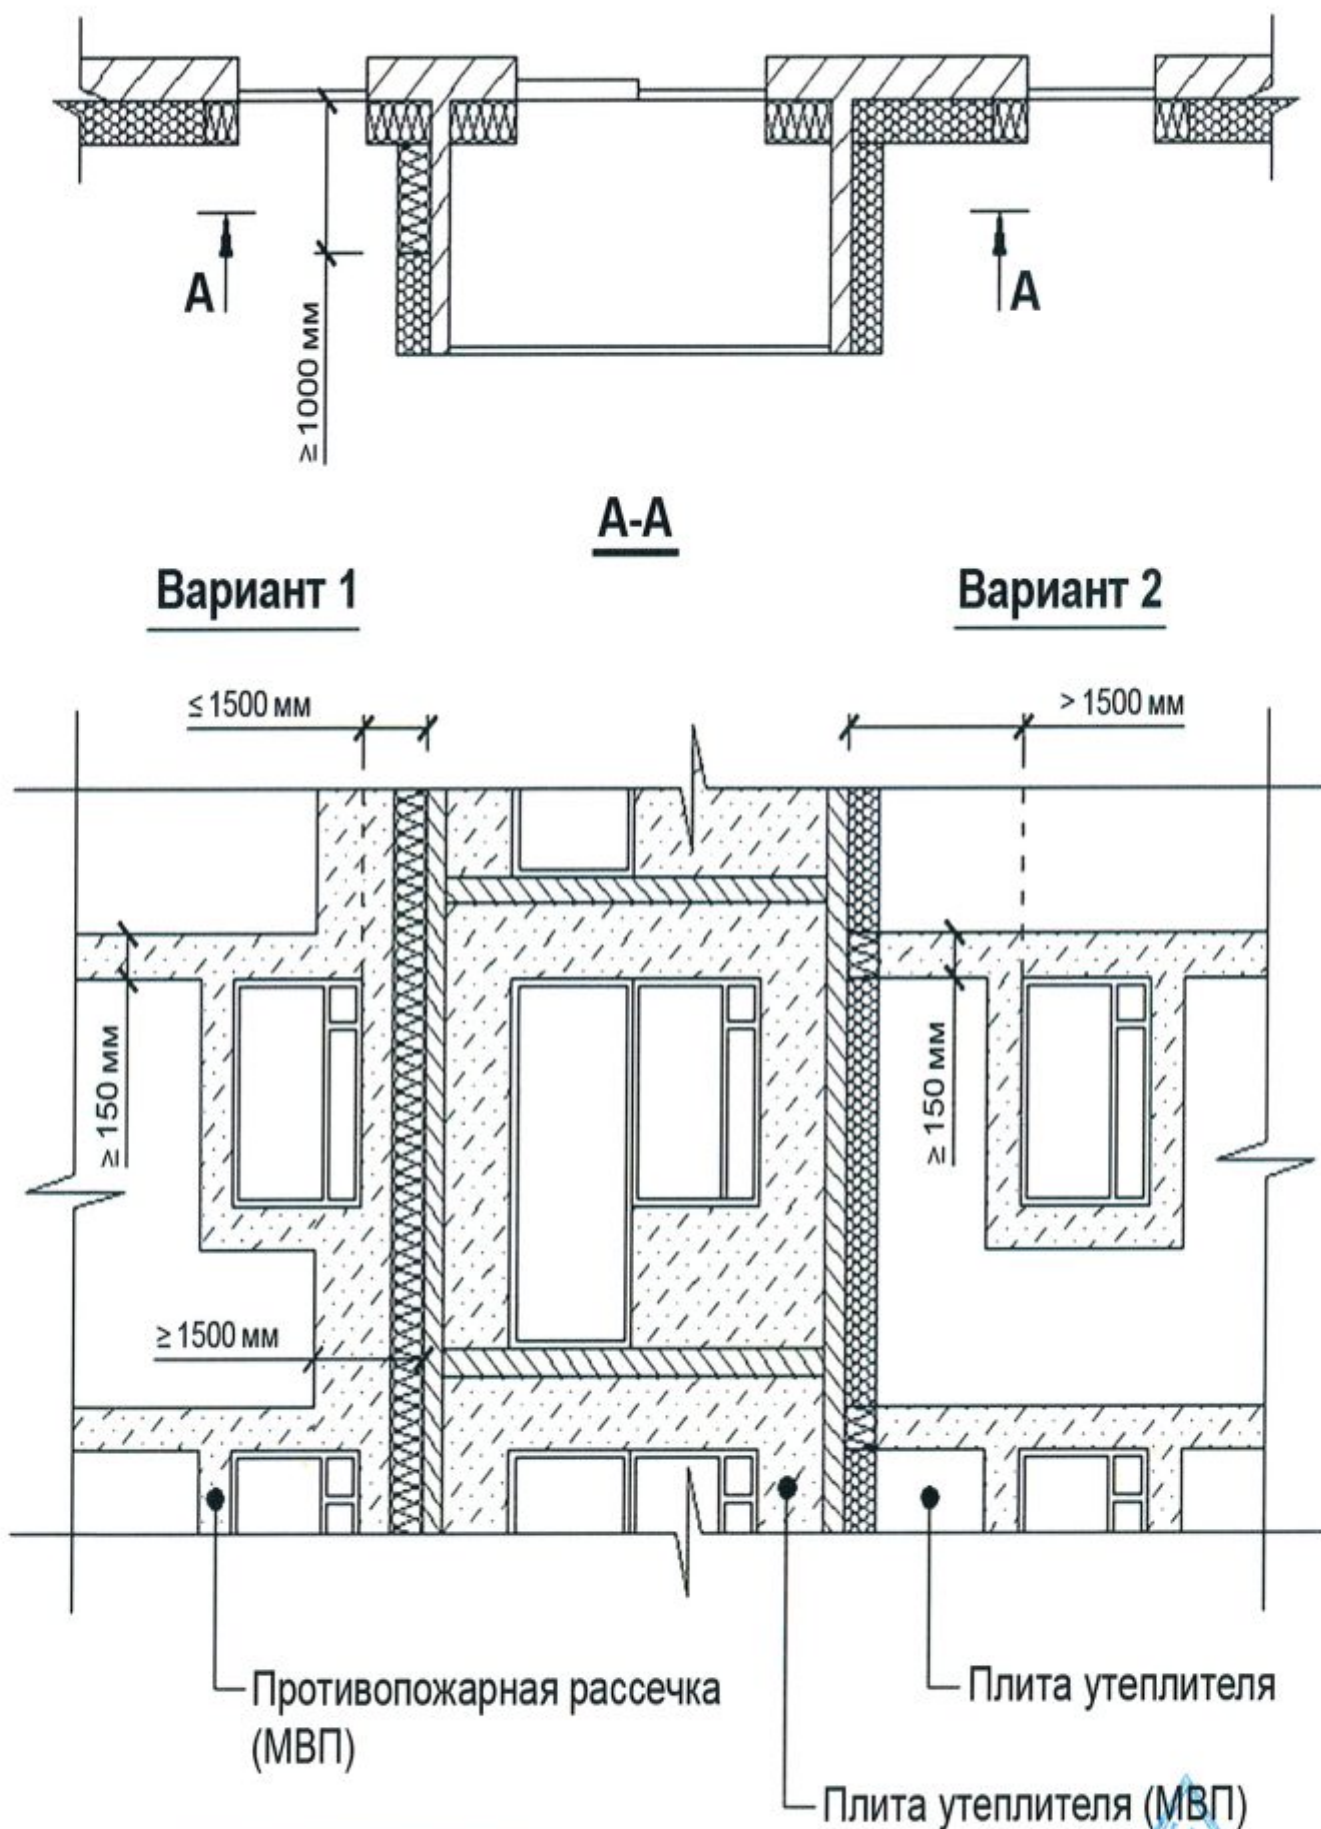 А
А
≥ 1000 мм
А-А
Вариант 1
Вариант 2
≤ 1500 мм
> 1500 мм
≥ 150 мм
≥ 150 мм
≥ 1500 мм
Противопожарная рассечка
(МВП)
Плита утеплителя
Плита утеплителя (МВП)